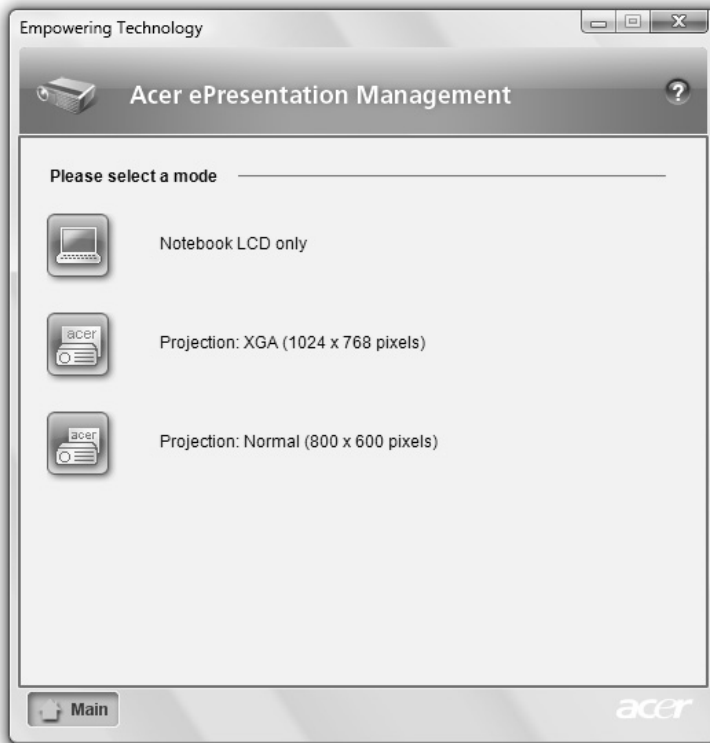 Empowering Technology
Acer ePresentation Management
?
Please select a mode
Notebook LCD only
acer
Projection: XGA (1024 x 768 pixels)
acer
Projection: Normal (800 x 600 pixels)
Main
acer